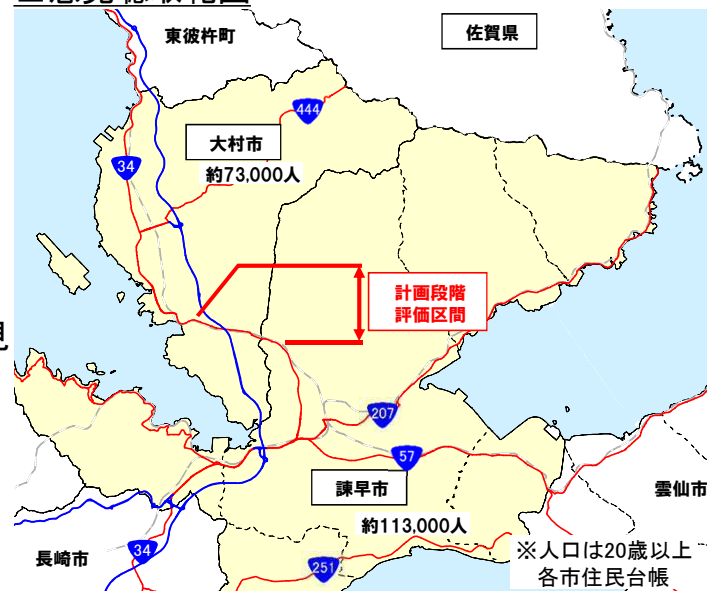 東彼杵町
佐賀県
444
大村市
34
約73,000人
計画段階
評価区間
207
57
諫早市
雲仙市
約113,000人
長崎市
34
251
※人口は20歳以上
各市住民台帳